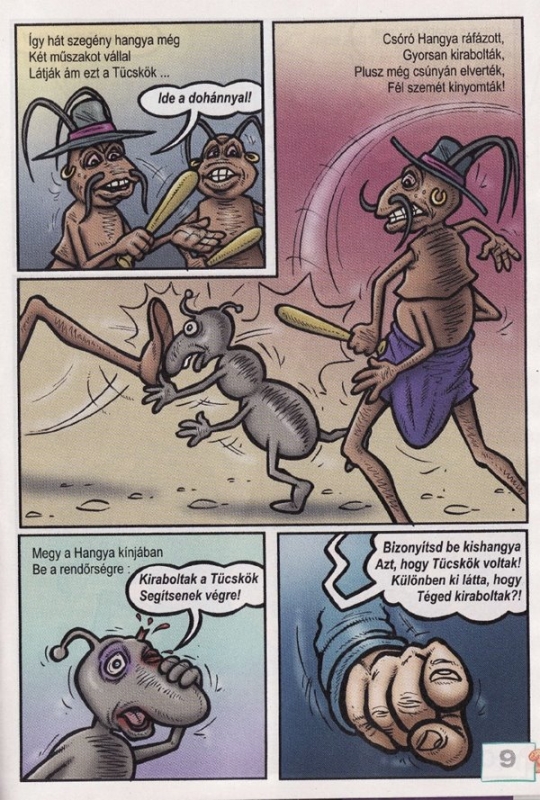 Így hát szegény hangya még
Két műszakot vállal
Látják ám ezt a Tücskök ...
Ide a dohánnyal!
Csóró Hangya ráfázott,
Gyorsan kirabolták,
Plusz még csúnyán elverték,
Fél szemét kinyomták!
Megy a Hangya kínjában
Be a rendőrségre :
Kiraboltak a Tücskök
Segítsenek végre!
Bizonyítsd be kishangya
Azt, hogy Tücskök voltak!
Különben ki látta, hogy
Téged kiraboltak?!
9